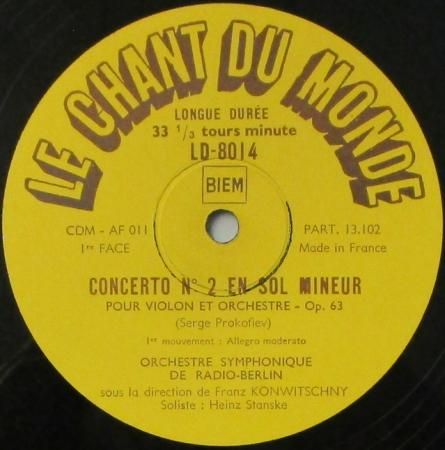 LE CHANT DU MONDE
LONGUE DURÉE
33 1/3 tours minute
LD-8014
BIEM
CDM - AF 011
PART. 13.102
1re FACE
Made in France
CONCERTO N° 2 EN SOL MINEUR
POUR VIOLON ET ORCHESTRE - Op. 63
(Serge Prokofiev)
1er mouvement : Allegro moderato
ORCHESTRE SYMPHONIQUE
DE RADIO-BERLIN
sous la direction de Franz KONWITSCHNY
Soliste : Heinz Stanske